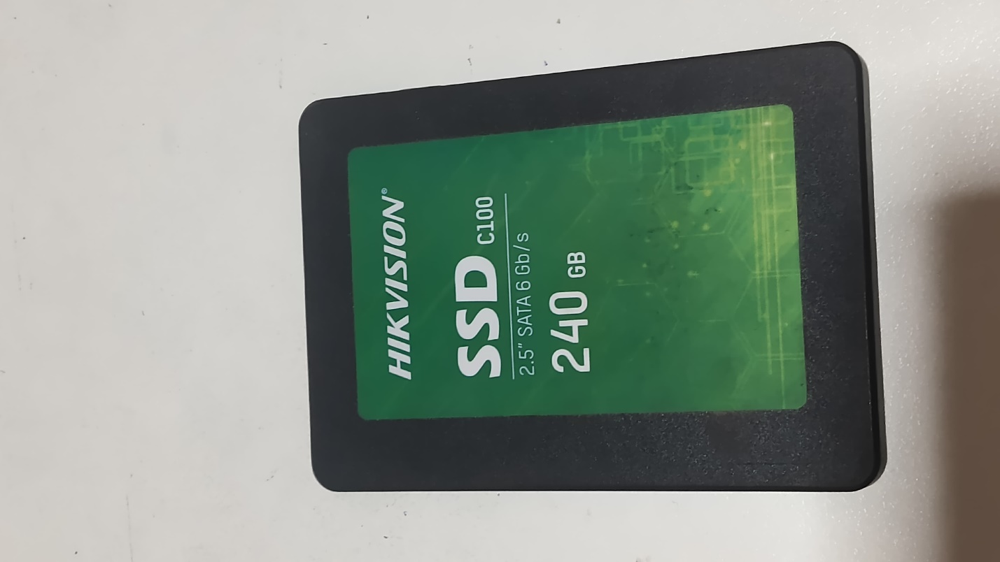 HIKVISION®
SSD C100
2.5" SATA 6 Gb/s
240 GB